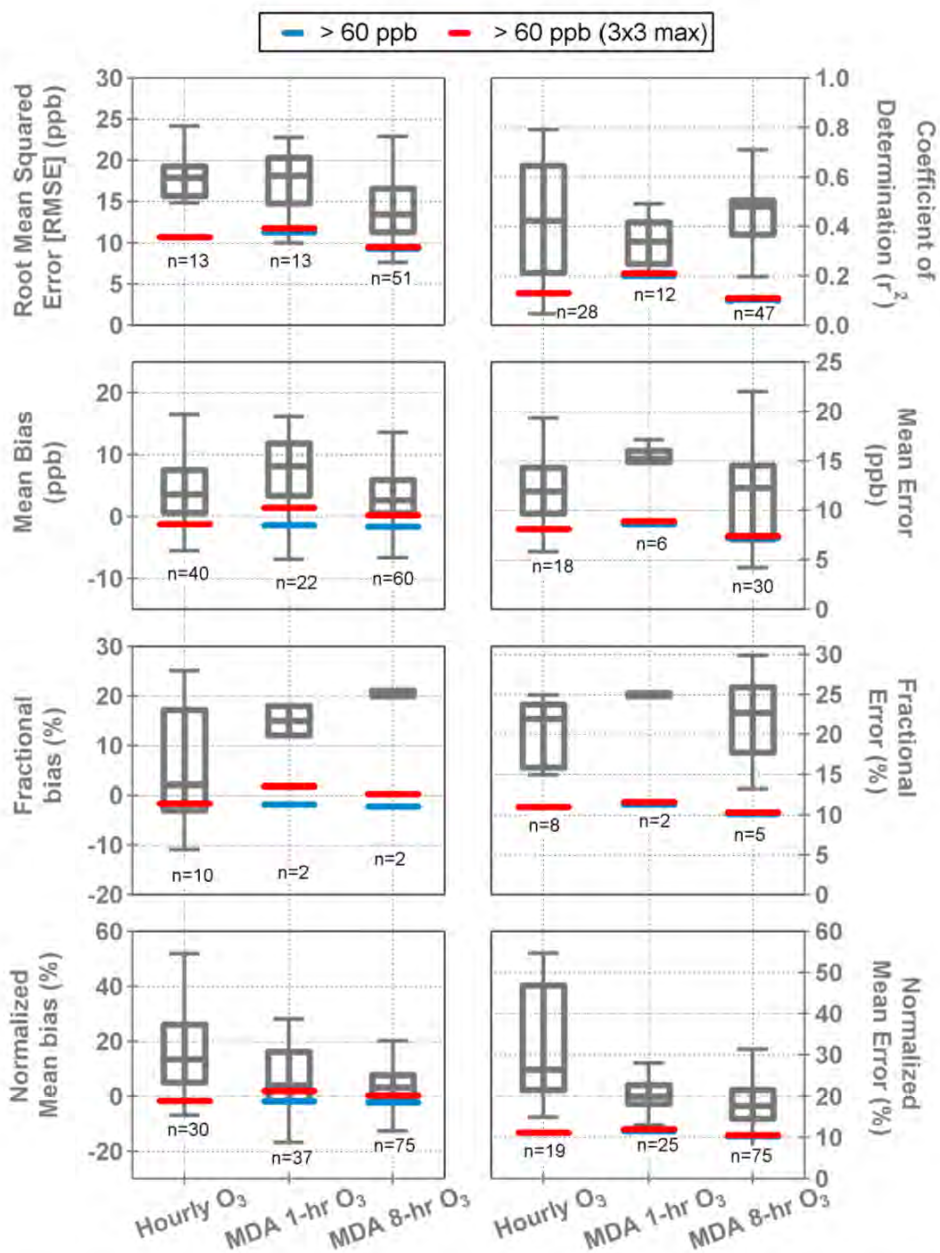 > 60 ppb > 60 ppb (3x3 max)
Root Mean Squared
Error [RMSE] (ppb)
30
25
20
15
10
5
0
n=13 n=13 n=51
1.0
0.8
0.6
0.4
0.2
0.0
n=28 n=12 n=47
Coefficient of
Determination (r²)
Mean Bias
(ppb)
20
10
0
-10
n=40 n=22 n=60
25
20
15
10
5
0
n=18 n=6 n=30
Mean Error
(ppb)
Fractional
bias (%)
30
20
10
0
-10
-20
n=10 n=2 n=2
30
25
20
15
10
5
0
n=8 n=2 n=5
Fractional
Error (%)
Normalized
Mean bias (%)
60
40
20
0
-20
n=30 n=37 n=75
60
50
40
30
20
10
0
n=19 n=25 n=75
Normalized
Mean Error (%)
Hourly O₃ MDA 1-hr O₃ MDA 8-hr O₃
Hourly O₃ MDA 1-hr O₃ MDA 8-hr O₃